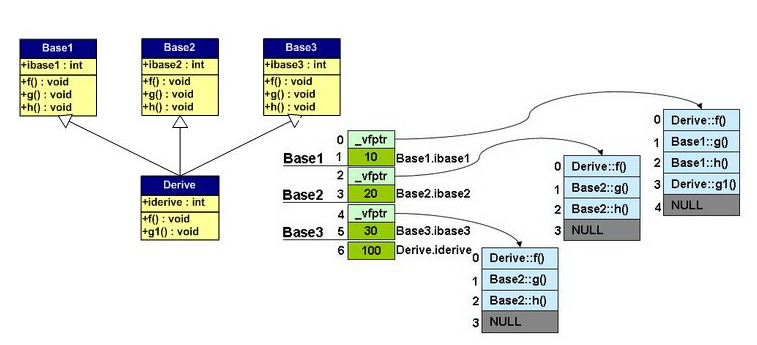 Base1
+ibase1 : int
+f() : void
+g() : void
+h() : void
Base2
+ibase2 : int
+f() : void
+g() : void
+h() : void
Base3
+ibase3 : int
+f() : void
+g() : void
+h() : void
Derive
+iderive : int
+f() : void
+g1() : void
0 _vfptr
Base1 1 10 Base1.ibase1
2 _vfptr
Base2 3 20 Base2.ibase2
4 _vfptr
Base3 5 30 Base3.ibase3
6 100 Derive.iderive
0 Derive::f()
1 Base1::g()
2 Base1::h()
3 Derive::g1()
4 NULL
0 Derive::f()
1 Base2::g()
2 Base2::h()
3 NULL
0 Derive::f()
1 Base2::g()
2 Base2::h()
3 NULL